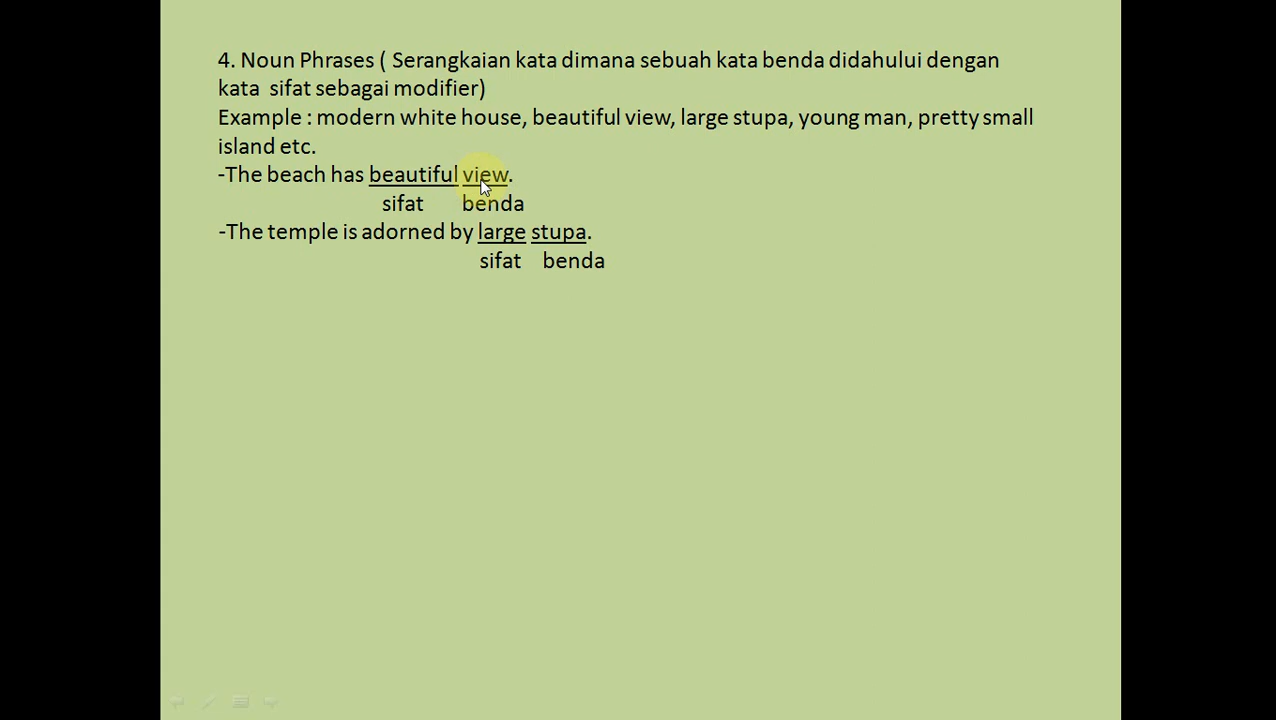 4. Noun Phrases ( Serangkaian kata dimana sebuah kata benda didahului dengan
kata  sifat sebagai modifier)
Example : modern white house, beautiful view, large stupa, young man, pretty small
island etc.
-The beach has beautiful view.
sifat benda
-The temple is adorned by large stupa.
sifat benda